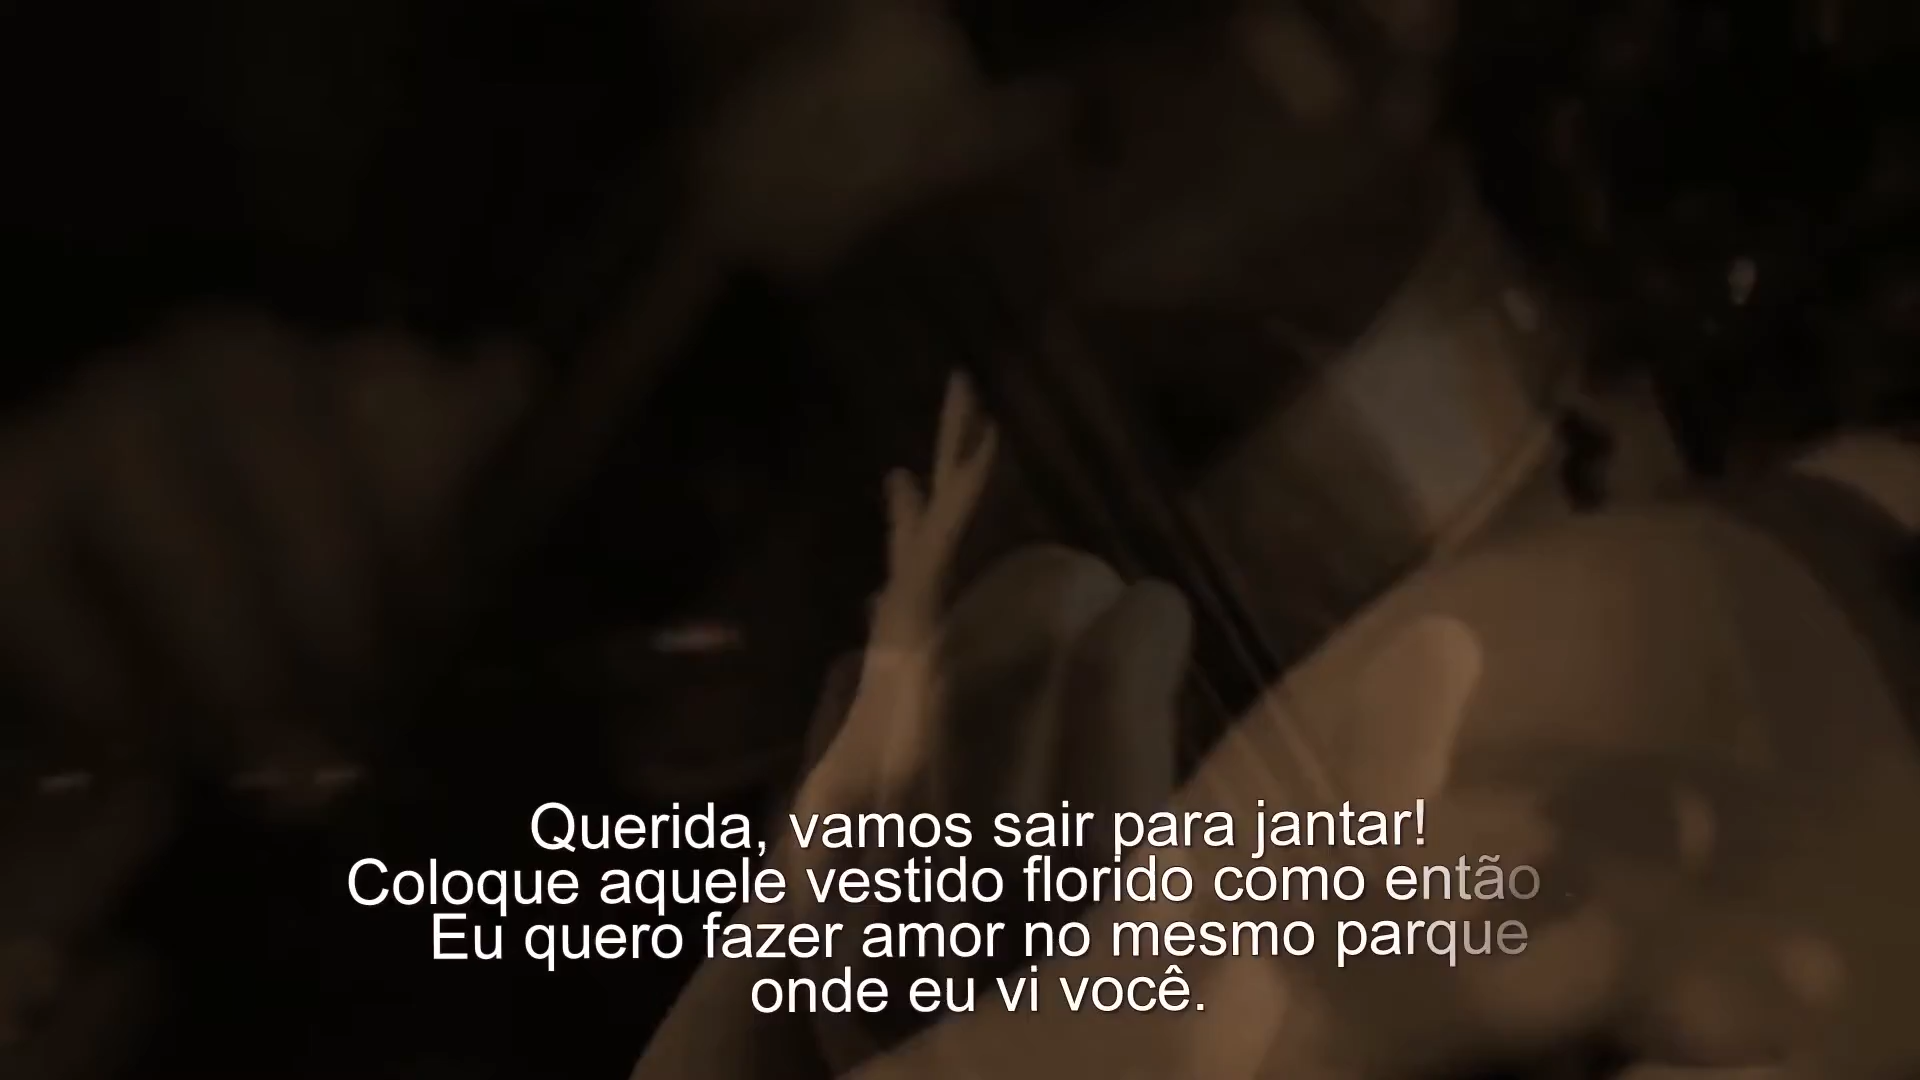 Querida, vamos sair para jantar!
Coloque aquele vestido florido como então
Eu quero fazer amor no mesmo parque
onde eu vi você.